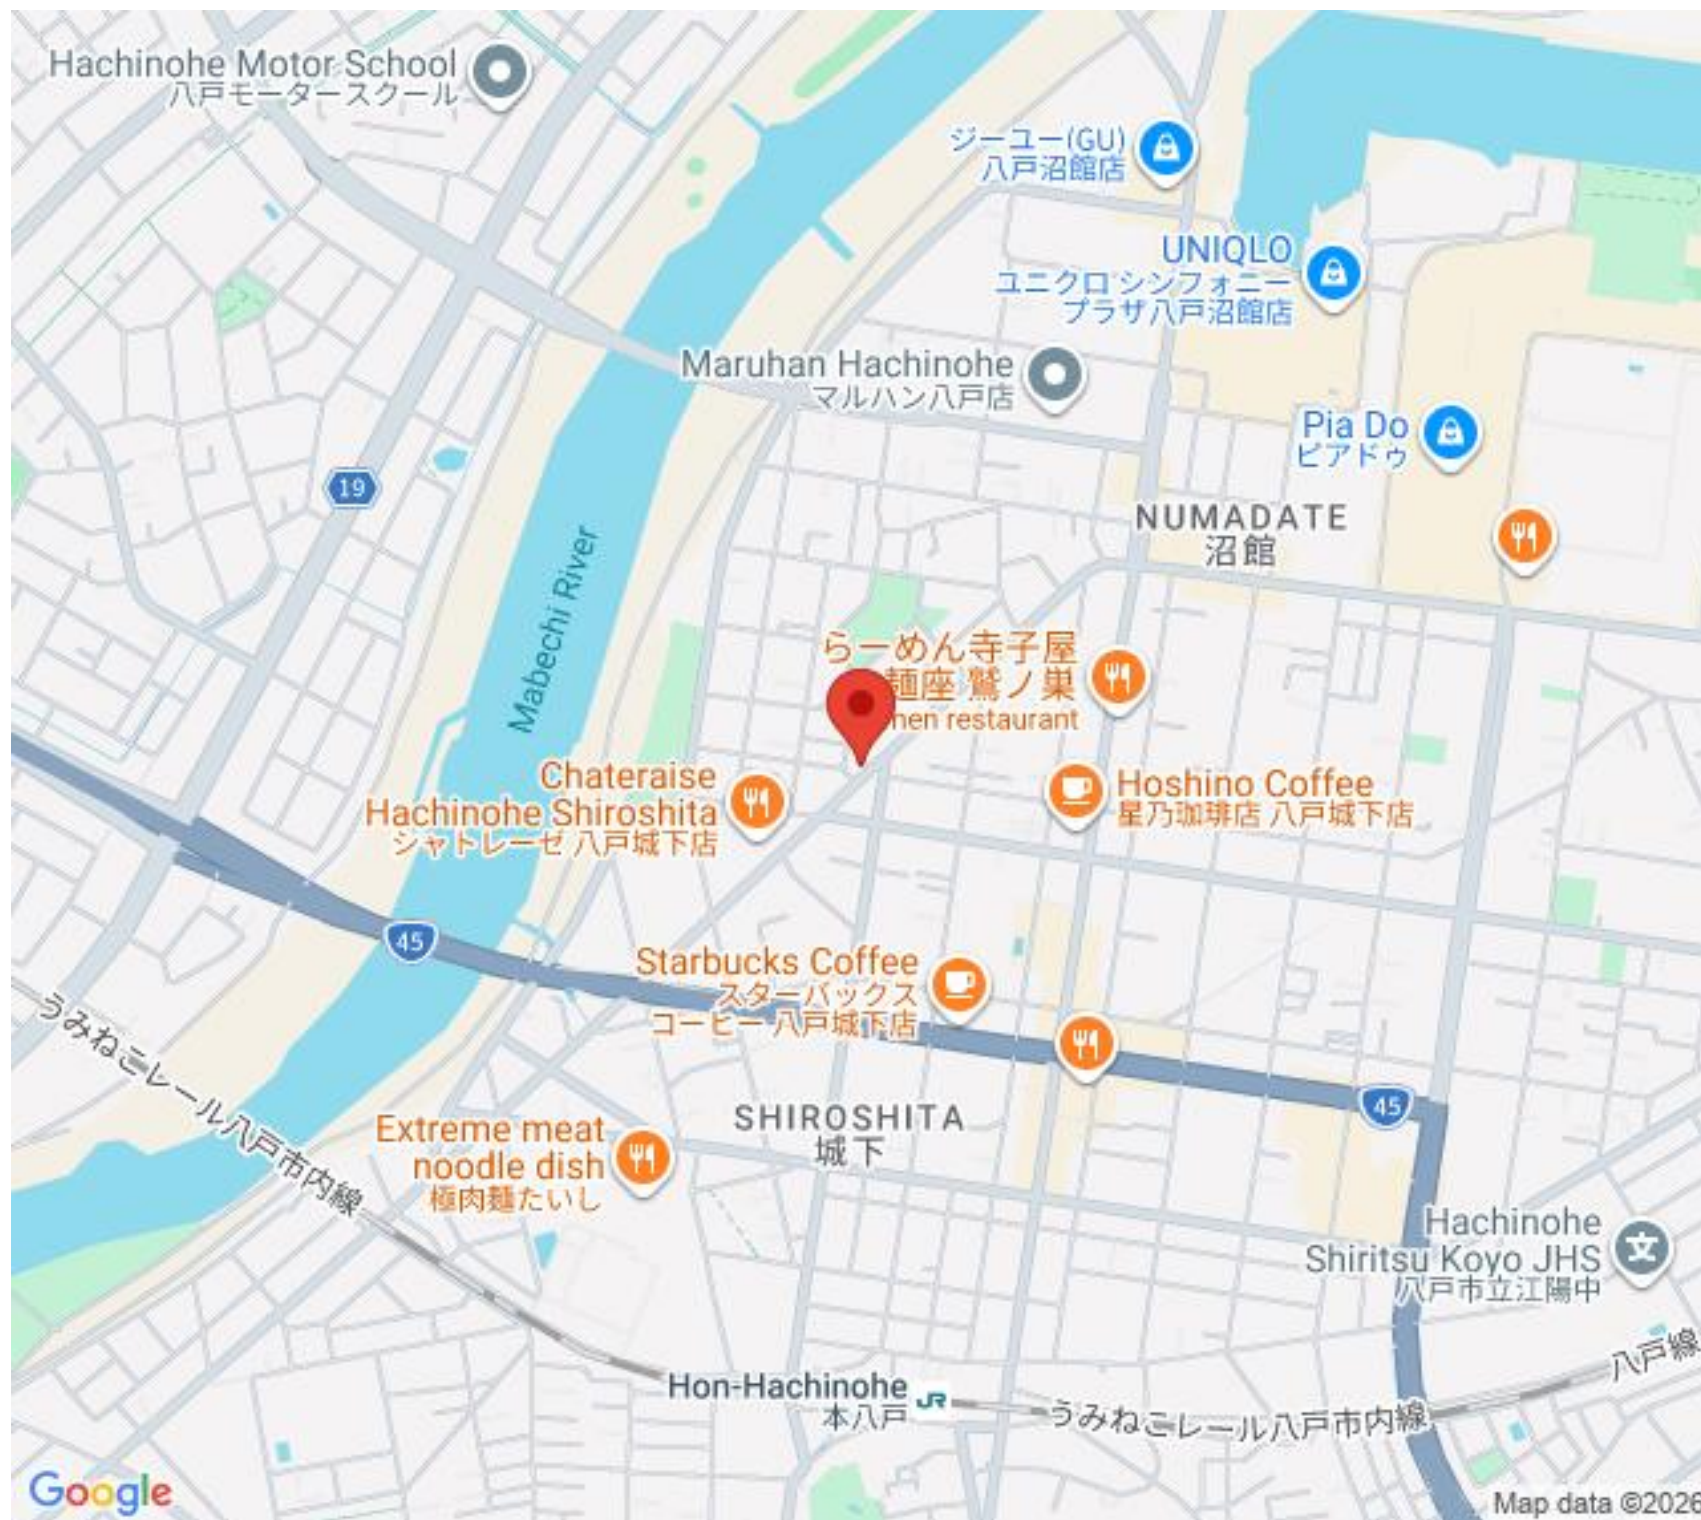 Hachinohe Motor School
八戸モータースクール
ジーユー(GU)
八戸沼館店
UNIQLO
ユニクロ シンフォニー
プラザ八戸沼館店
Maruhan Hachinohe
マルハン八戸店
Pia Do
ピアドゥ
19
NUMADATE
沼館
Mabechi River
らーめん寺子屋
麺座 鷲ノ巣
restaurant
Chateraise
Hachinohe Shiroshita
シャトレーゼ 八戸城下店
Hoshino Coffee
星乃珈琲店 八戸城下店
45
Starbucks Coffee
スターバックス
コーヒー 八戸城下店
45
うみねこレール八戸市内線
SHIROSHITA
城下
Extreme meat
noodle dish
極肉麺たいし
Hachinohe
Shiritsu Koyo JHS
八戸市立江陽中
八戸線
Hon-Hachinohe
本八戸
JR
うみねこレール八戸市内線
Google
Map data ©2026